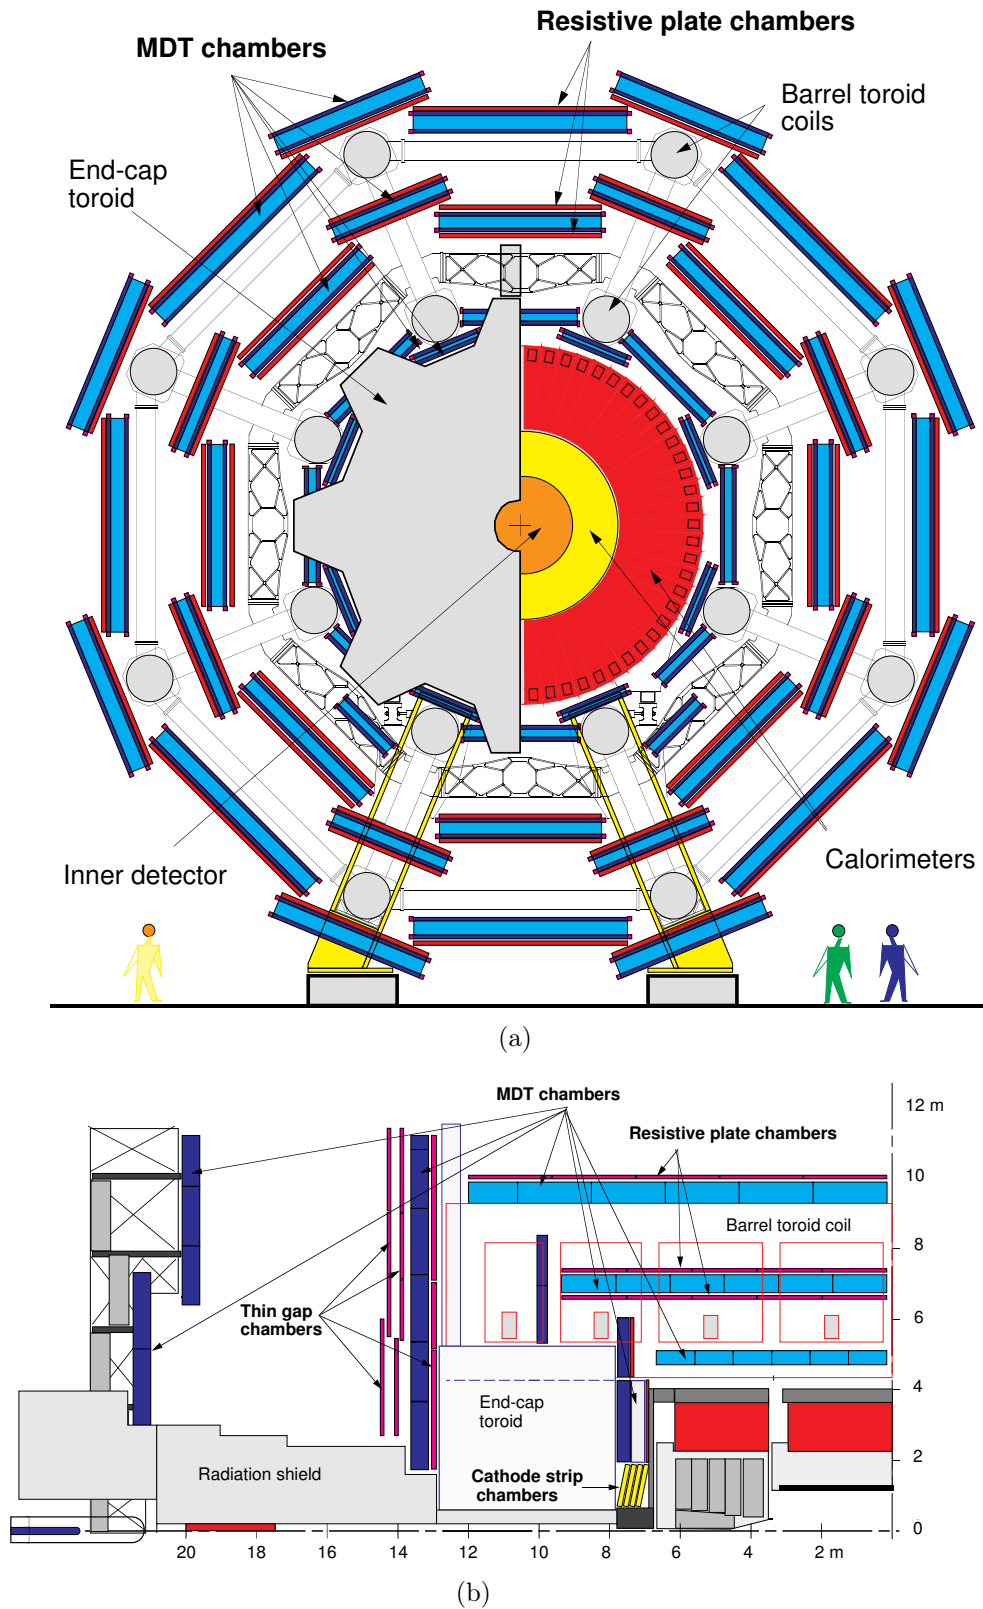 Resistive plate chambers
MDT chambers
Barrel toroid
coils
End-cap
toroid
Inner detector
Calorimeters
(a)
MDT chambers
12 m
Resistive plate chambers
10
Barrel toroid coil
8
Thin gap
chambers
6
4
End-cap
toroid
Radiation shield
Cathode strip
chambers
2
0
20 18 16 14 12 10 8 6 4 2 m
(b)